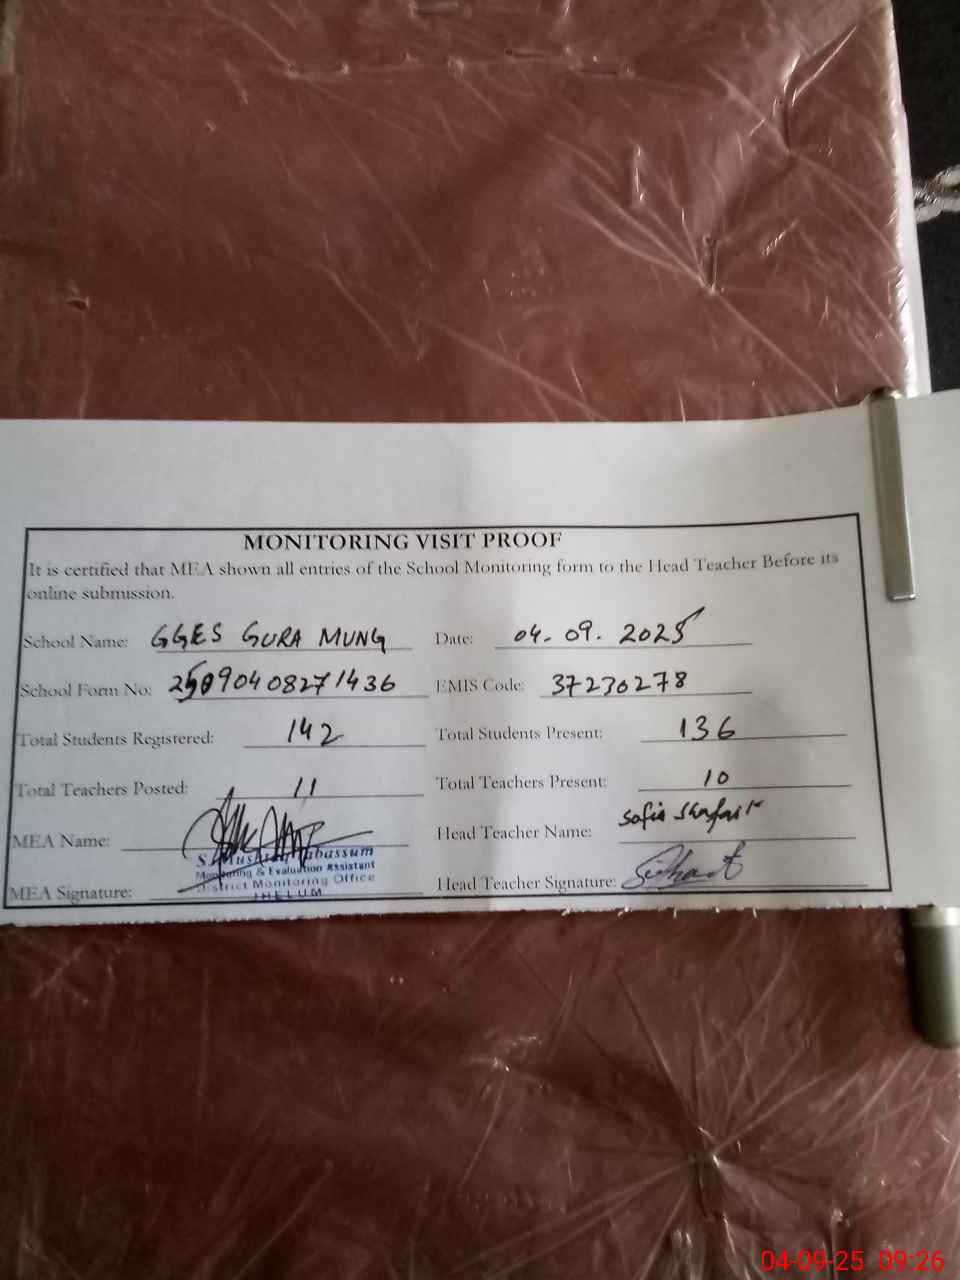 MONITORING VISIT PROOF
It is certified that MEA shown all entries of the School Monitoring form to the Head Teacher Before its
online submission.
School Name: GGES GURA MUNG Date: 04.09.2025
School Form No: 25090408271436 EMIS Code: 37230278
Total Students Registered: 142 Total Students Present: 136
Total Teachers Posted: 11 Total Teachers Present: 10
MEA Name: Head Teacher Name: Sofia Shafait
Monitoring & Evaluation Assistant
District Monitoring Office
JHELUM
MEA Signature: Head Teacher Signature:
04-09-25 09:26